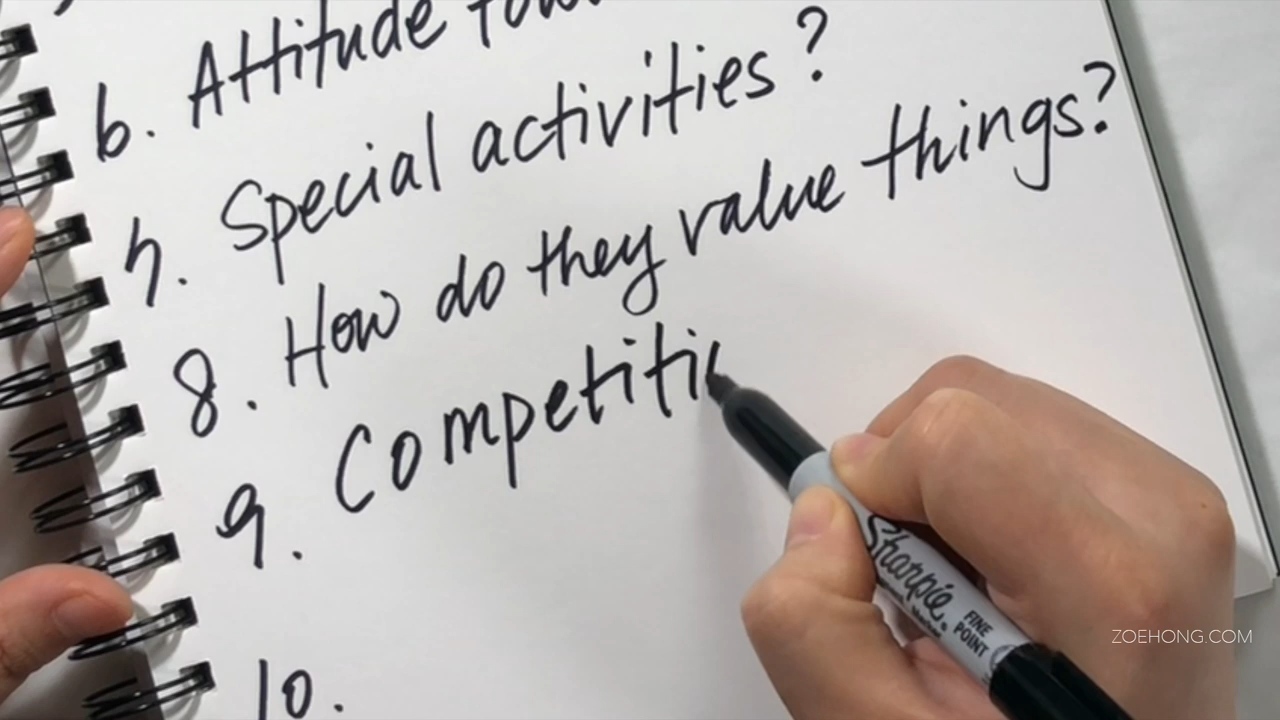 6. Attitude
7. Special activities?
8. How do they value things?
9. Competiti
10.
Sharpie
FINE
POINT
ZOEHONG.COM